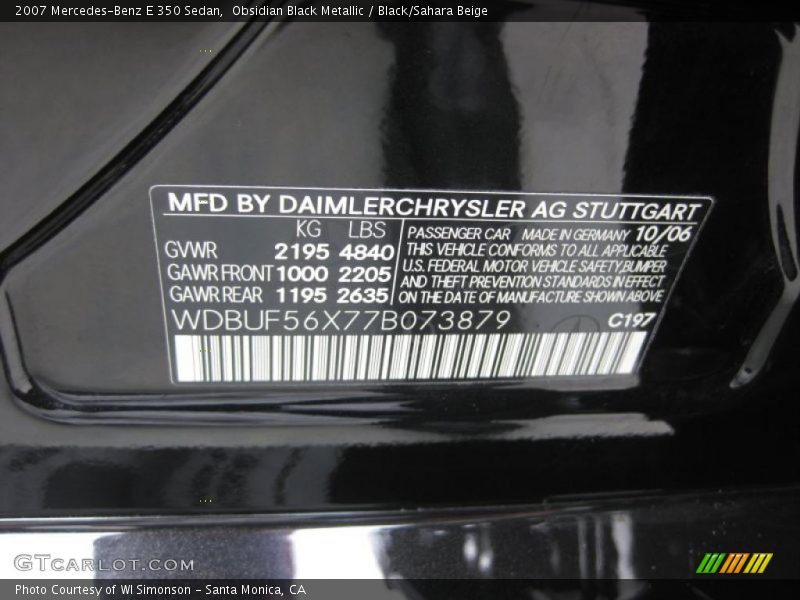 2007 Mercedes-Benz E 350 Sedan,  Obsidian Black Metallic / Black/Sahara Beige
MFD BY DAIMLERCHRYSLER AG STUTTGART
KG LBS
GVWR 2195 4840
GAWR FRONT 1000 2205
GAWR REAR 1195 2635
PASSENGER CAR MADE IN GERMANY 10/06
THIS VEHICLE CONFORMS TO ALL APPLICABLE
U.S. FEDERAL MOTOR VEHICLE SAFETY,BUMPER
AND THEFT PREVENTION STANDARDS IN EFFECT
ON THE DATE OF MANUFACTURE SHOWN ABOVE
WDBUF56X77B073879 C197
GTCARLOT.COM
Photo Courtesy of WI Simonson - Santa Monica, CA